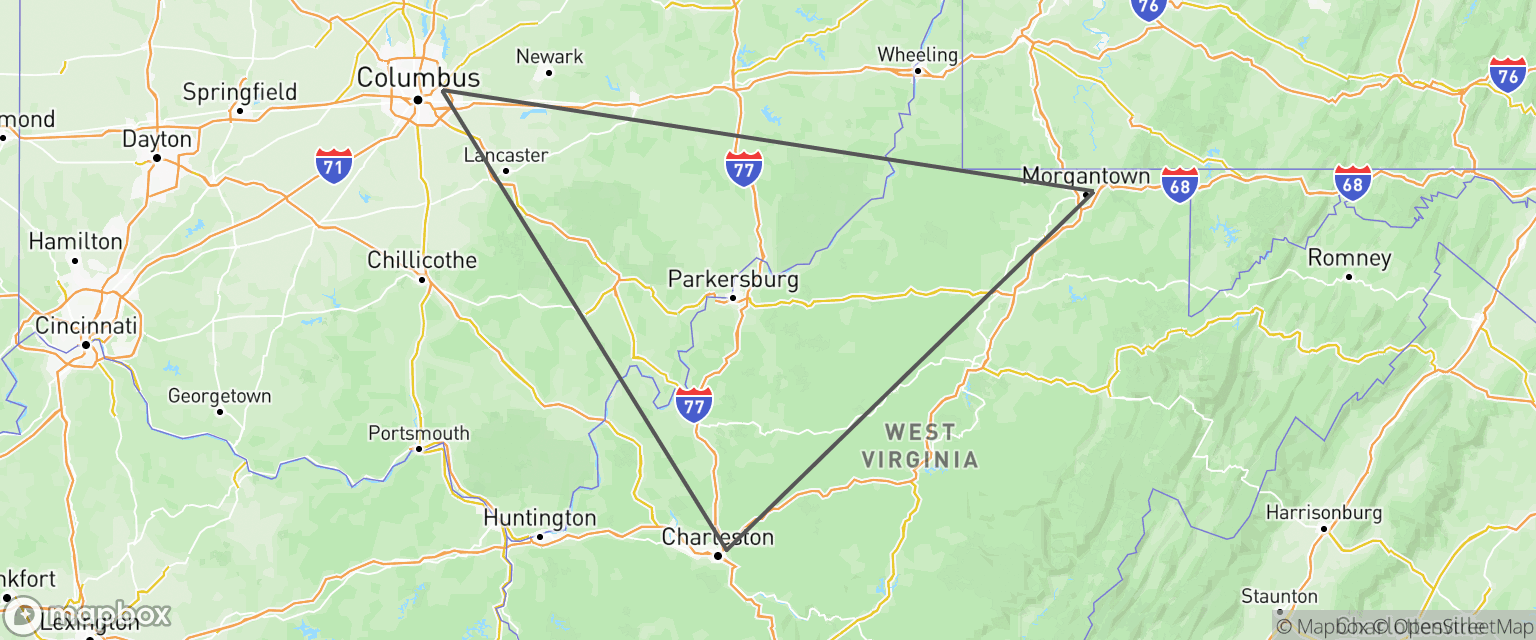 76
Newark
Wheeling
Columbus
76
Springfield
mond
Dayton
Lancaster
71
77
Morgantown
68
68
Hamilton
Chillicothe
Romney
Parkersburg
Cincinnati
Georgetown
77
Portsmouth
WEST
VIRGINIA
Huntington
Harrisonburg
Charleston
nkfort
Staunton
mapbox
Lexington
© Mapbox © OpenStreetMap